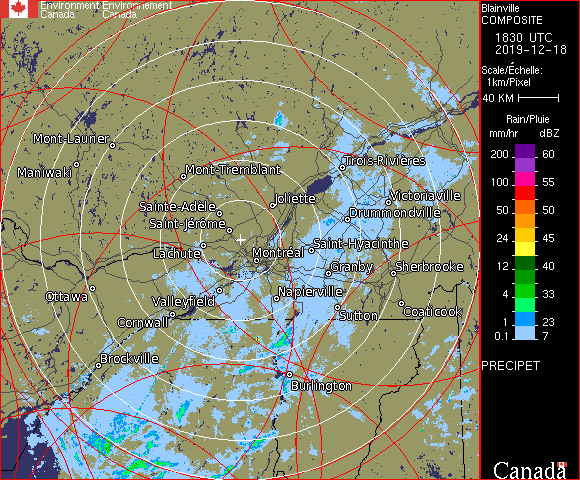 Environment Environnement
Canada Canada
Blainville
COMPOSITE
1830 UTC
2019-12-18
Scale/Échelle:
1km/Pixel
40 KM
Rain/Pluie
mm/hr dBZ
200 60
100 55
50 50
24 45
12 40
4 33
1 23
0.1 7
PRECIPET
Canada
Mont-Laurier
Maniwaki
Mont-Tremblant
Trois-Rivières
Sainte-Adèle
Joliette
Victoriaville
Saint-Jérôme
Drummondville
Lachute
Montréal
Saint-Hyacinthe
Granby
Sherbrooke
Ottawa
Valleyfield
Napierville
Cornwall
Sutton
Coaticook
Brockville
Burlington